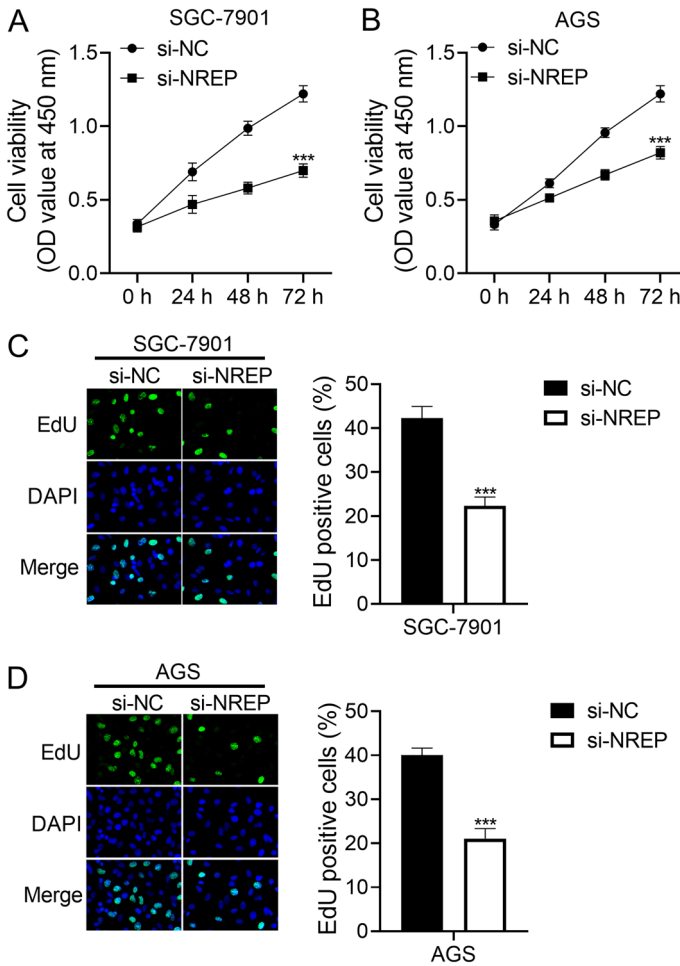 A
SGC-7901
si-NC
si-NREP
Cell viability
(OD value at 450 nm)
1.5
1.0
0.5
0.0
***
0 h 24 h 48 h 72 h
B
AGS
si-NC
si-NREP
Cell viability
(OD value at 450 nm)
1.5
1.0
0.5
0.0
***
0 h 24 h 48 h 72 h
C
SGC-7901
si-NC si-NREP
EdU
DAPI
Merge
EdU positive cells (%)
50
40
30
20
10
0
***
SGC-7901
si-NC
si-NREP
D
AGS
si-NC si-NREP
EdU
DAPI
Merge
EdU positive cells (%)
50
40
30
20
10
0
***
AGS
si-NC
si-NREP